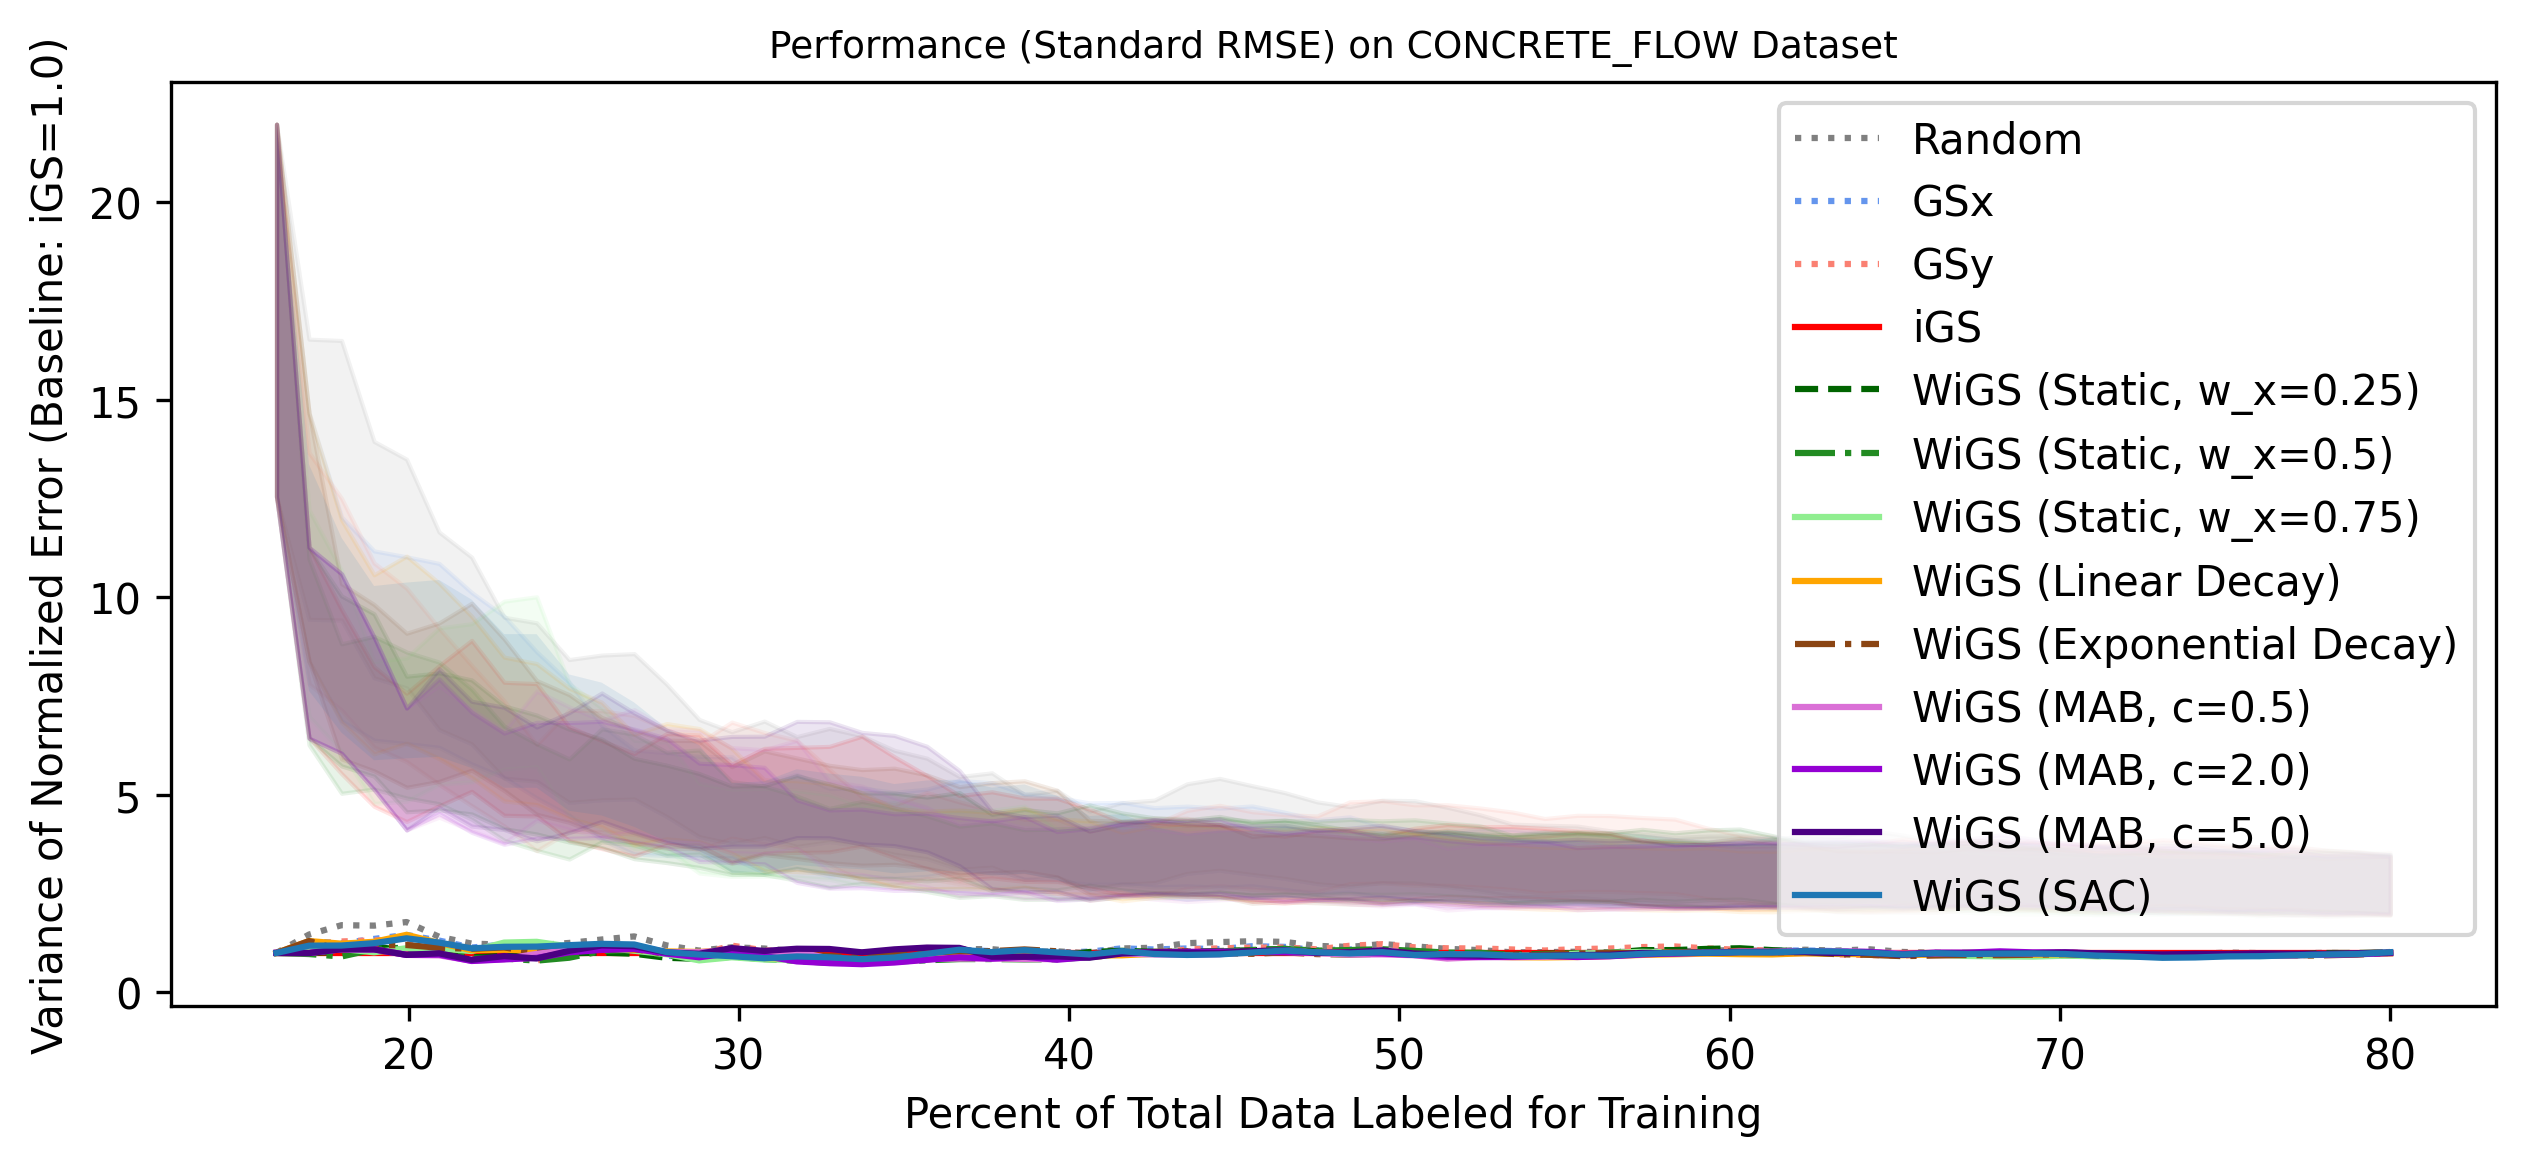 Performance (Standard RMSE) on CONCRETE_FLOW Dataset
Variance of Normalized Error (Baseline: iGS=1.0)
20
15
10
5
0
Random
GSx
GSy
iGS
WiGS (Static, w_x=0.25)
WiGS (Static, w_x=0.5)
WiGS (Static, w_x=0.75)
WiGS (Linear Decay)
WiGS (Exponential Decay)
WiGS (MAB, c=0.5)
WiGS (MAB, c=2.0)
WiGS (MAB, c=5.0)
WiGS (SAC)
20 30 40 50 60 70 80
Percent of Total Data Labeled for Training